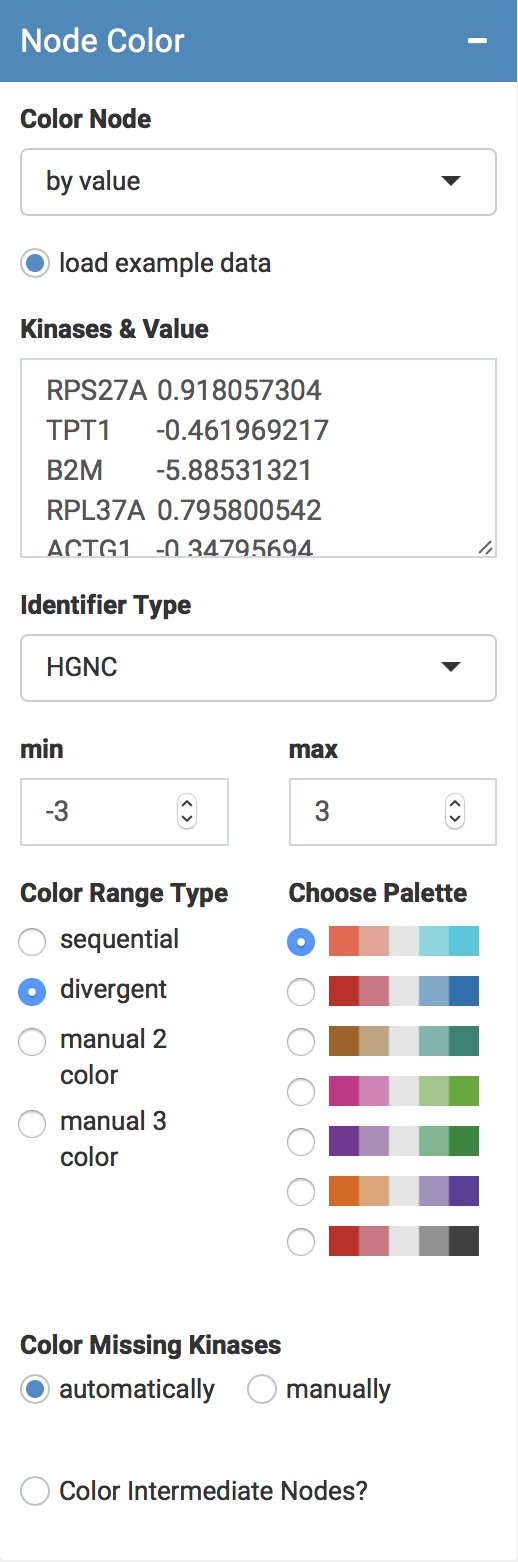 Node Color
Color Node
by value
load example data
Kinases & Value
RPS27A 0.918057304
TPT1 -0.461969217
B2M -5.88531321
RPL37A 0.795800542
ACTG1 -0.34795694
Identifier Type
HGNC
min max
-3 3
Color Range Type Choose Palette
sequential
divergent
manual 2
color
manual 3
color
Color Missing Kinases
automatically manually
Color Intermediate Nodes?